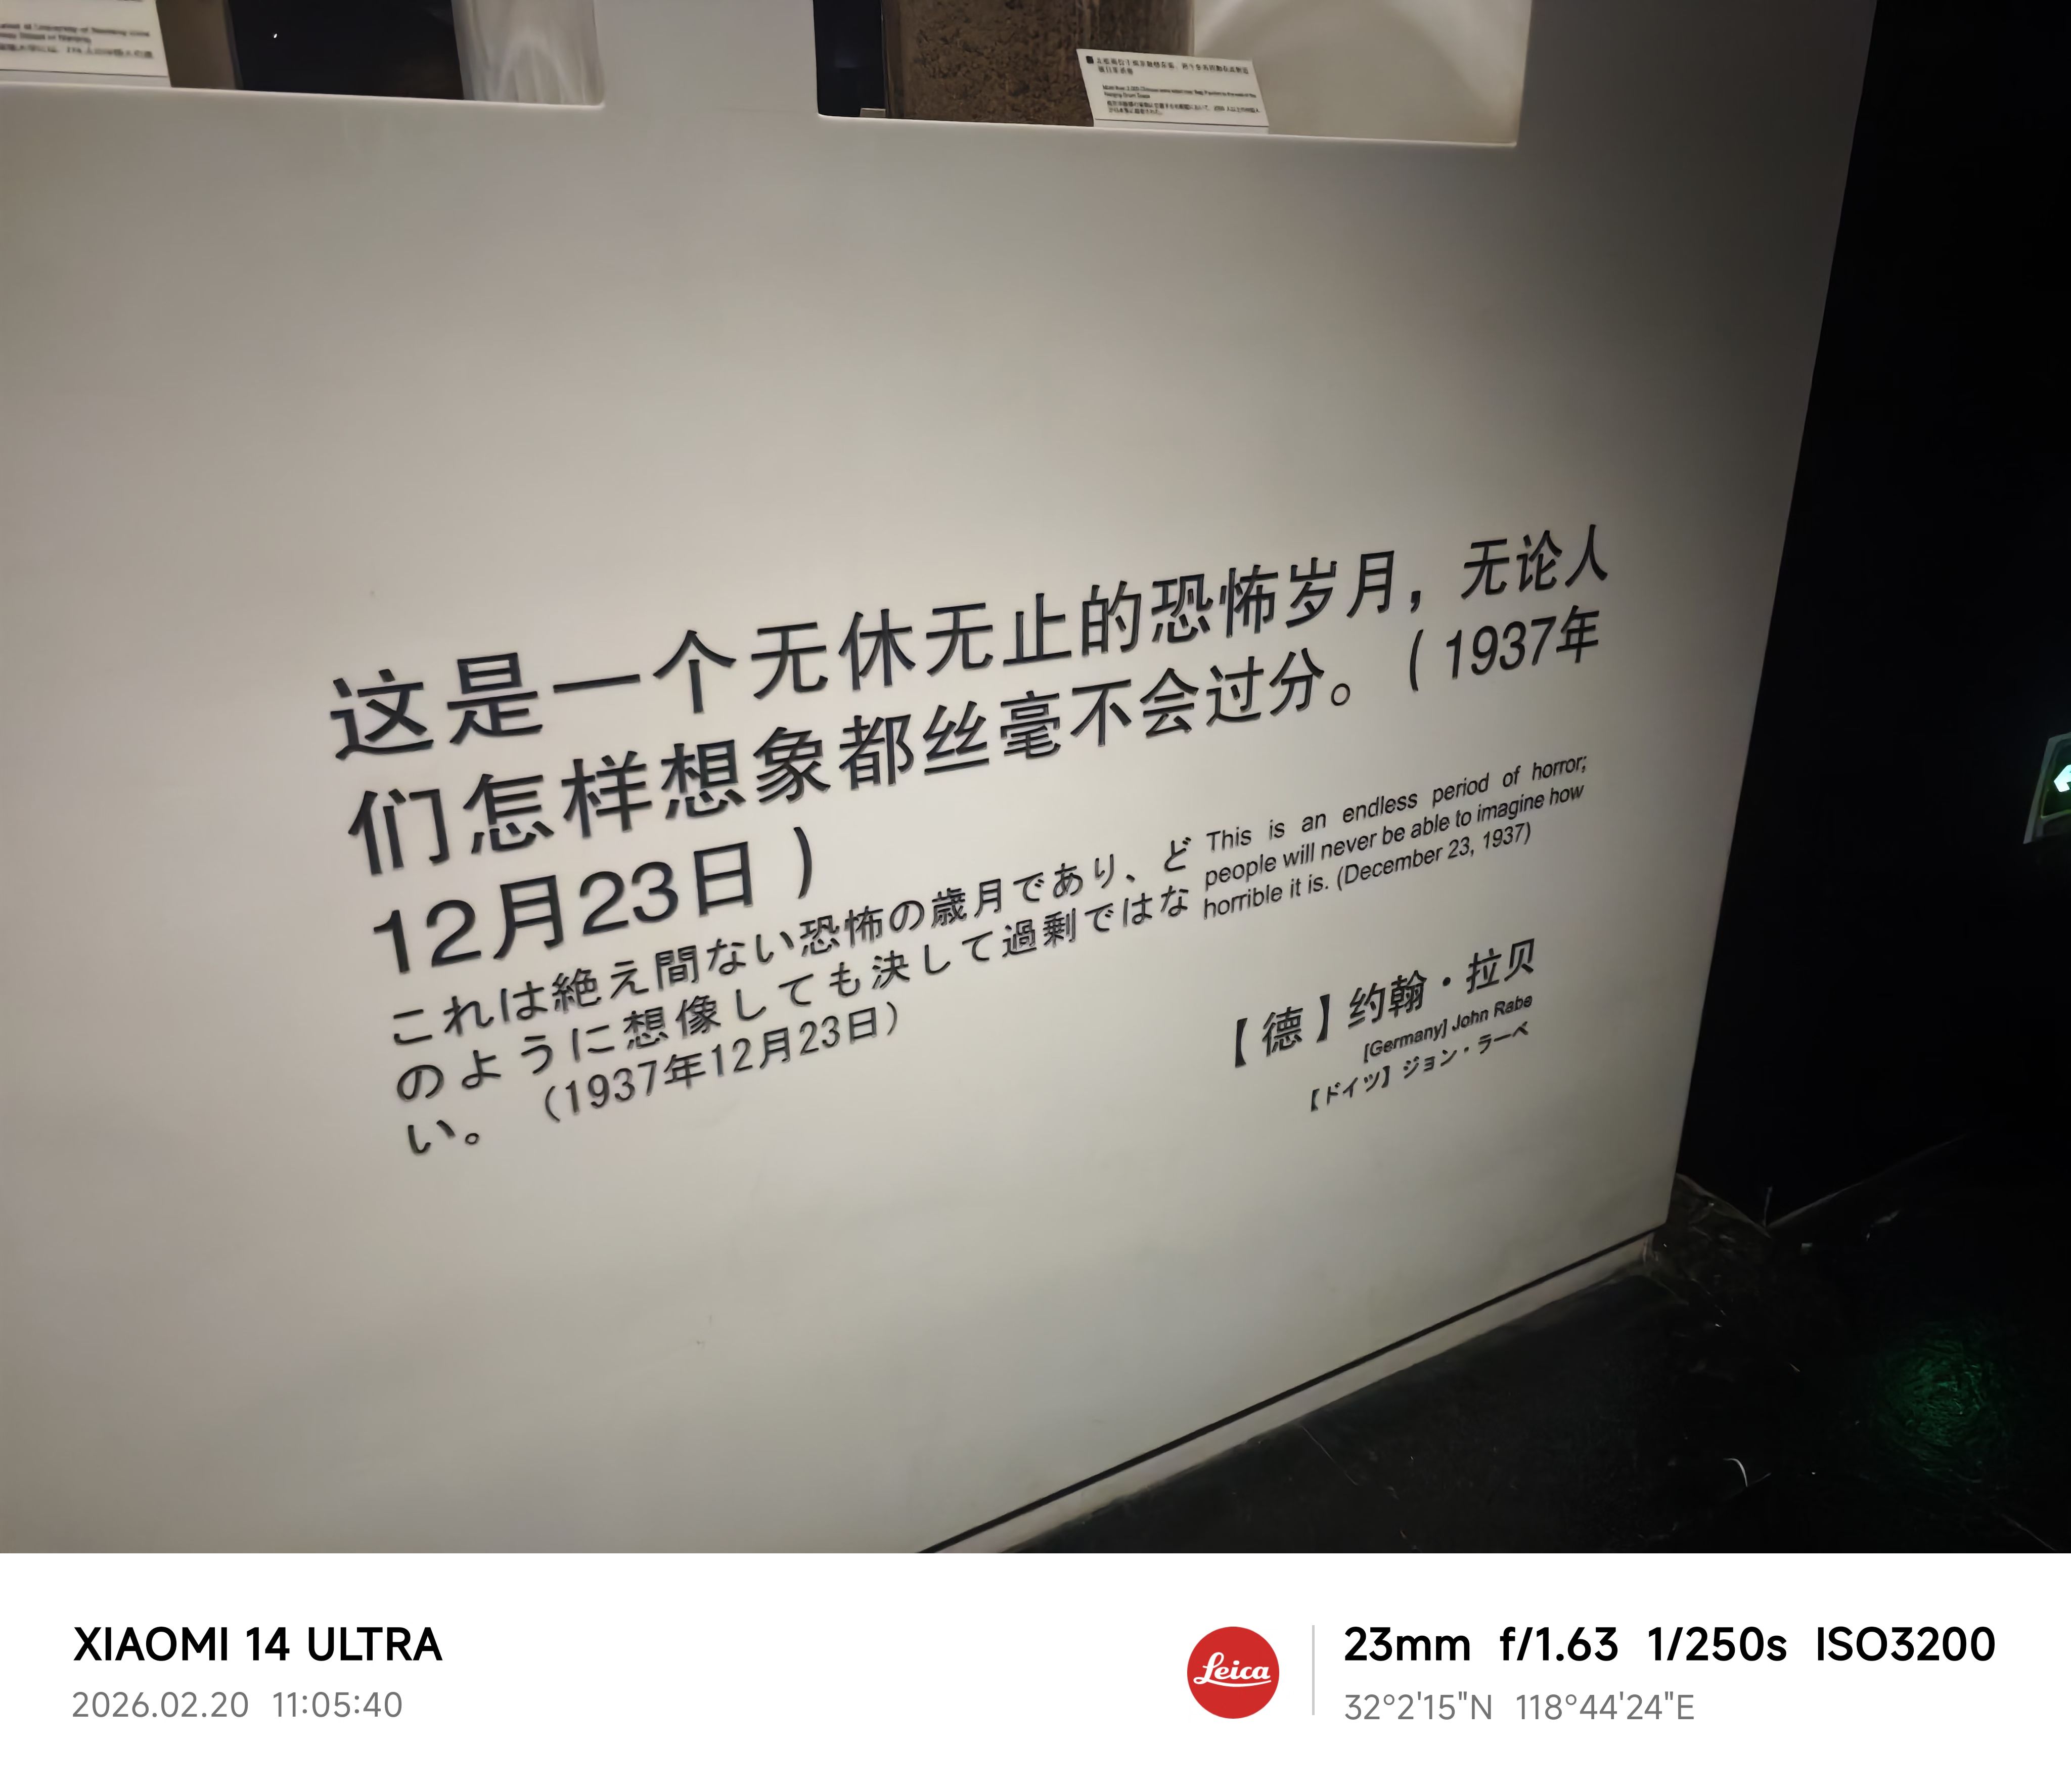 这是一个无休无止的恐怖岁月，无论人
们怎样想象都丝毫不会过分。（1937年
12月23日）
これは絶え間ない恐怖の歳月であり、ど
のように想像しても決して過剰ではな
い。（1937年12月23日）
This is an endless period of horror;
people will never be able to imagine how
horrible it is. (December 23, 1937)
【德】约翰·拉贝
[Germany] John Rabe
【ドイツ】ジョン・ラーベ
XIAOMI 14 ULTRA
2026.02.20 11:05:40
Leica
23mm f/1.63 1/250s ISO3200
32°2'15"N 118°44'24"E